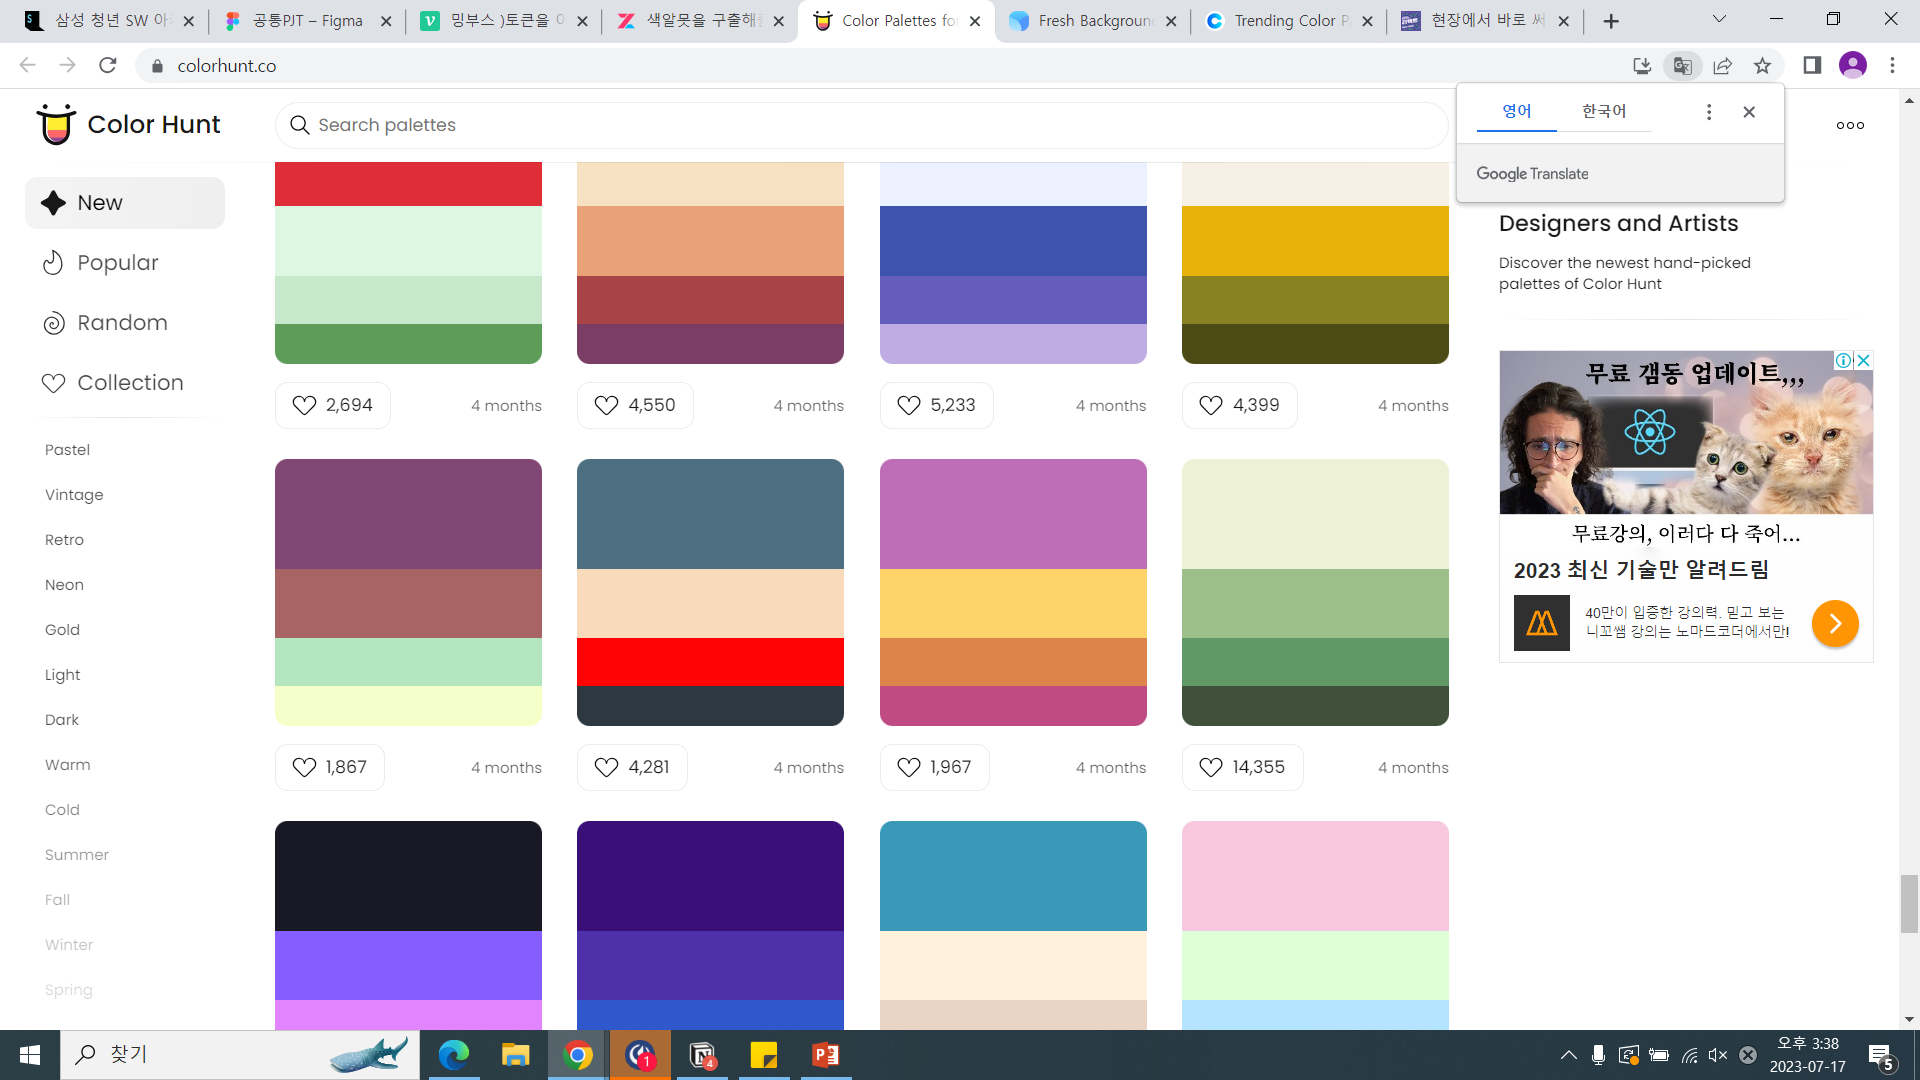 삼성 청년 SW 아
공통PJT – Figma
밍부스 )토큰을 이
색알못을 구출해줄
Color Palettes fo
Fresh Background
Trending Color P
현장에서 바로 써
colorhunt.co
영어
한국어
Google Translate
Color Hunt
Search palettes
New
Popular
Random
Collection
Pastel
Vintage
Retro
Neon
Gold
Light
Dark
Warm
Cold
Summer
Fall
Winter
Spring
2,694
4 months
4,550
4 months
5,233
4 months
4,399
4 months
1,867
4 months
4,281
4 months
1,967
4 months
14,355
4 months
Designers and Artists
Discover the newest hand-picked
palettes of Color Hunt
무료 갬동 업데이트,,,
무료강의, 이러다 다 죽어...
2023 최신 기술만 알려드림
40만이 입증한 강의력. 믿고 보는
니꼬쌤 강의는 노마드코더에서만!
찾기
1
4
오후 3:38
2023-07-17
5